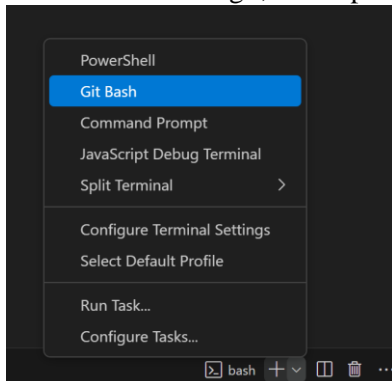 PowerShell
Git Bash
Command Prompt
JavaScript Debug Terminal
Split Terminal
Configure Terminal Settings
Select Default Profile
Run Task...
Configure Tasks...
bash